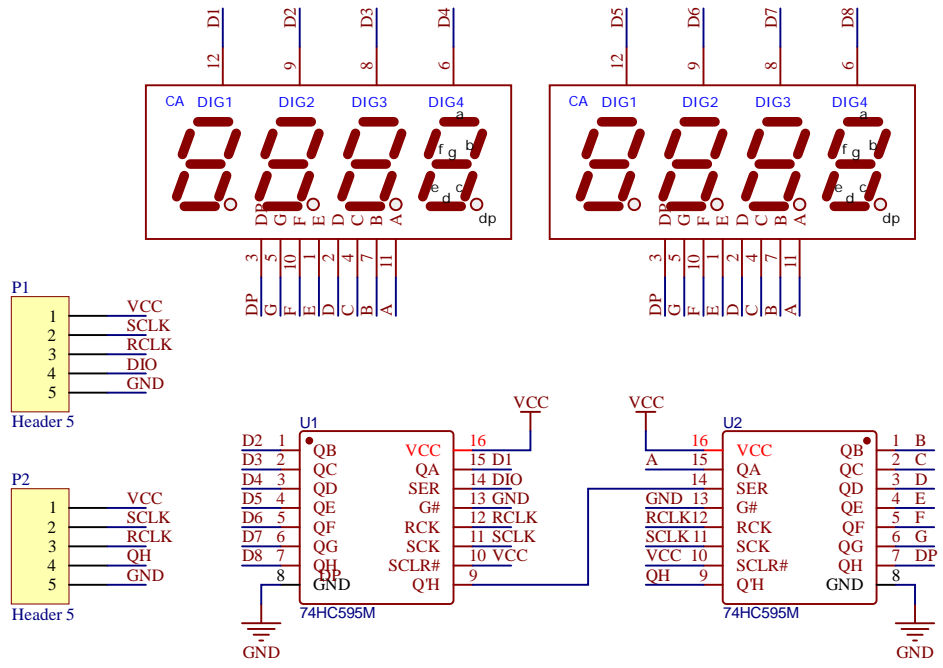 D1 D2 D3 D4 D5 D6 D7 D8
12 9 8 6 12 9 8 6
CA DIG1 DIG2 DIG3 DIG4 CA DIG1 DIG2 DIG3 DIG4
a a
f g b f g b
e d c e d c
dp dp
DP G F E D C B A DP G F E D C B A
3 5 10 1 2 4 7 11 3 5 10 1 2 4 7 11
DP G F E D C B A DP G F E D C B A
P1
1 VCC
2 SCLK
3 RCLK
4 DIO
5 GND
Header 5
P2
1 VCC
2 SCLK
3 RCLK
4 QH
5 GND
Header 5
VCC
U1
D2 1 QB VCC 16
D3 2 QC QA 15 D1
D4 3 QD SER 14 DIO
D5 4 QE G# 13 GND
D6 5 QF RCK 12 RCLK
D7 6 QG SCK 11 SCLK
D8 7 QH SCLR# 10 VCC
DP
8 GND Q'H 9
74HC595M
GND
VCC
U2
16 VCC QB 1 B
A 15 QA QC 2 C
14 SER QD 3 D
GND 13 G# QE 4 E
RCLK 12 RCK QF 5 F
SCLK 11 SCK QG 6 G
VCC 10 SCLR# QH 7 DP
QH 9 Q'H GND 8
74HC595M
GND